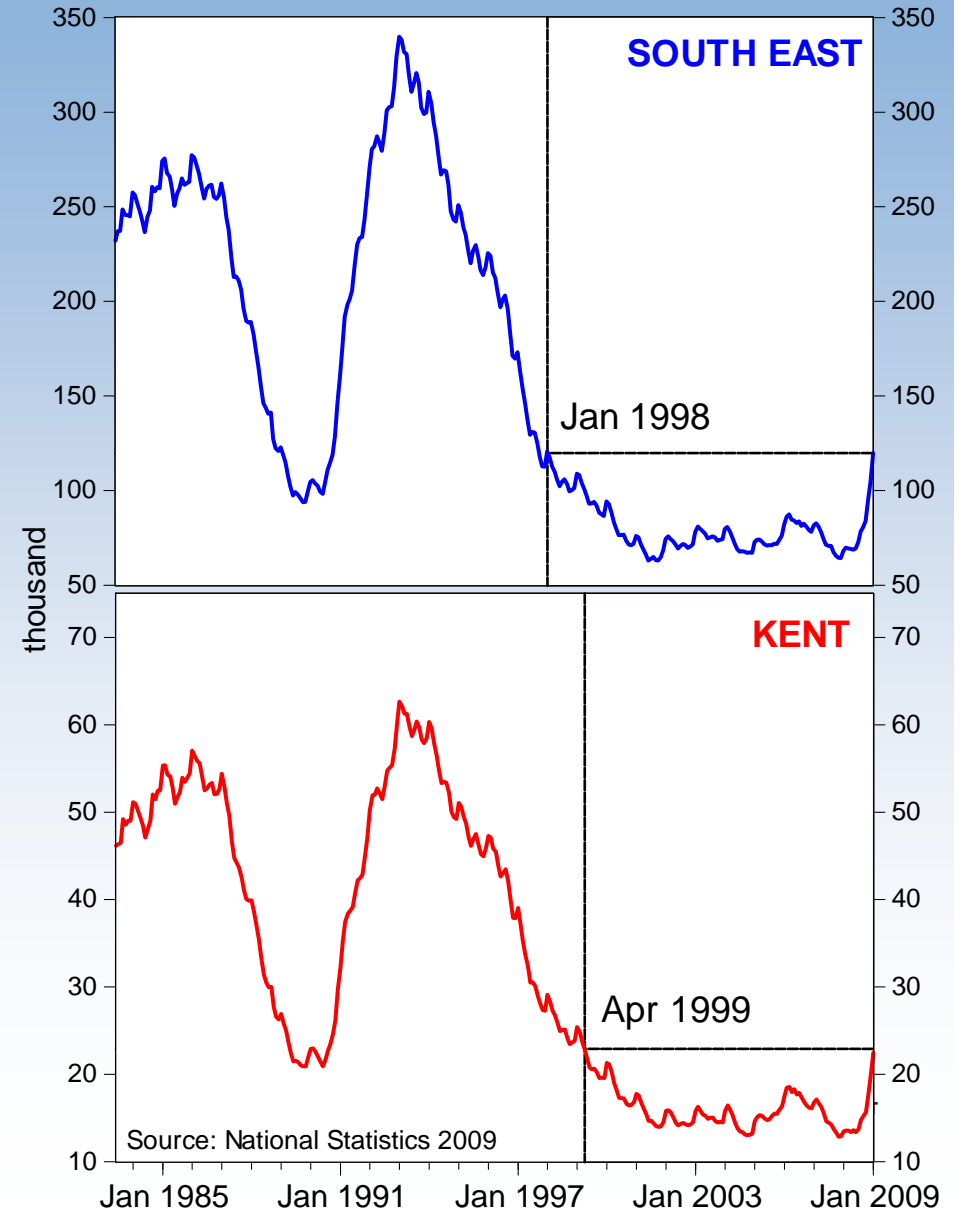 350 350
SOUTH EAST
300 300
250 250
200 200
150 150
Jan 1998
100 100
50 50
thousand
70 70
KENT
60 60
50 50
40 40
30 30
Apr 1999
20 20
Source: National Statistics 2009
10 10
Jan 1985 Jan 1991 Jan 1997 Jan 2003 Jan 2009